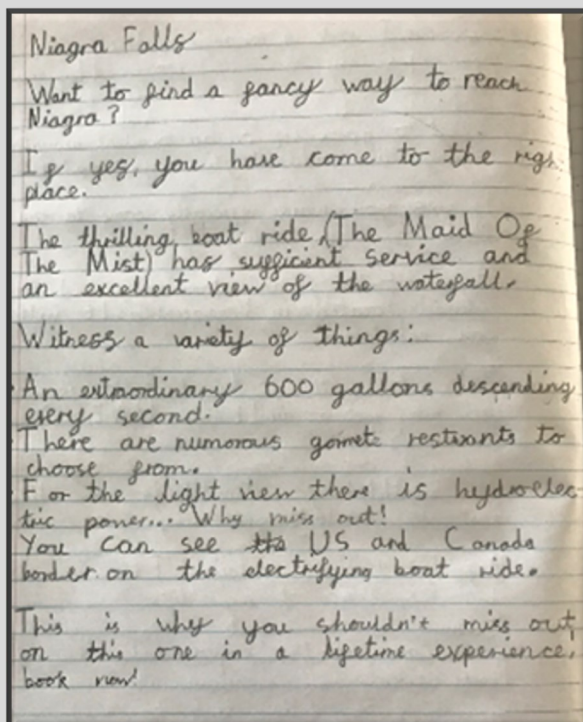 Niagra Falls
Want to find a fancy way to reach
Niagra?
If yes, you have come to the righ
place.
The thrilling boat ride (The Maid Of
The Mist) has sufficient service and
an excellent view of the waterfall.
Witness a variety of things:
An extraordinary 600 gallons descending
every second.
There are numorous gomete restirants to
choose from.
For the light view there is hydroelec-
tric power... Why miss out!
You can see the US and Canada
border on the electrifying boat ride.
This is why you shouldn't miss out
on this one in a lifetime experience,
book now!